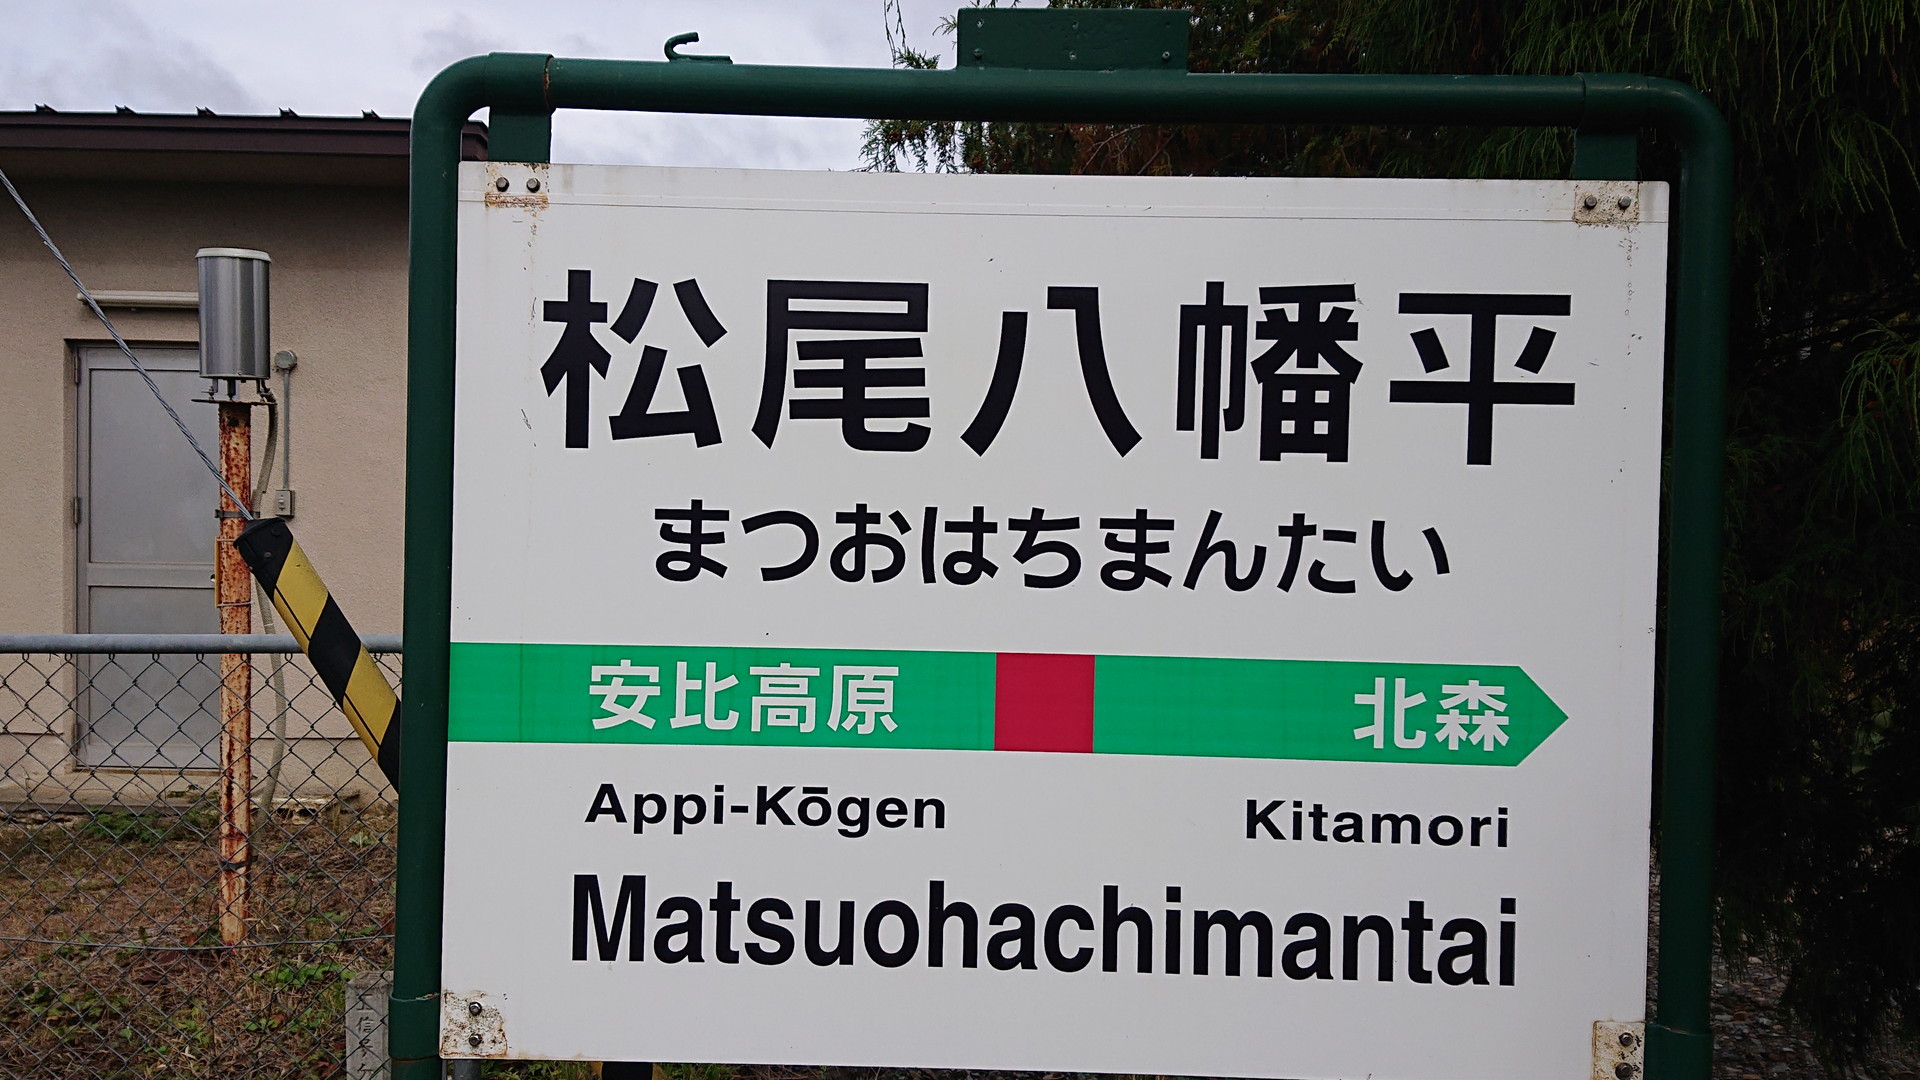 松尾八幡平
まつおはちまんたい
安比高原 北森
Appi-Kōgen Kitamori
Matsuohachimantai